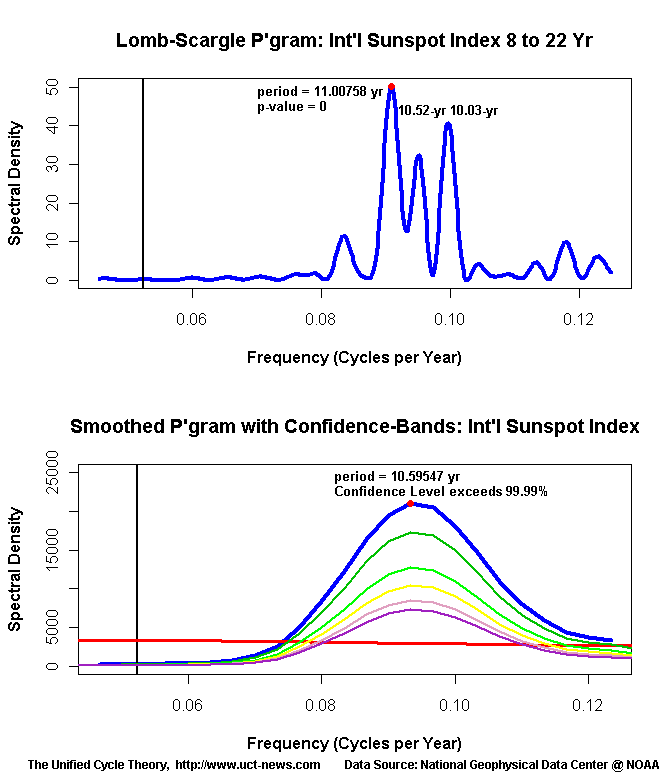 Lomb-Scargle P'gram: Int'l Sunspot Index 8 to 22 Yr
period = 11.00758 yr
p-value = 0
10.52-yr 10.03-yr
Spectral Density
50
40
30
20
10
0
0.06 0.08 0.10 0.12
Frequency (Cycles per Year)
Smoothed P'gram with Confidence-Bands: Int'l Sunspot Index
period = 10.59547 yr
Confidence Level exceeds 99.99%
Spectral Density
25000
15000
5000
0
0.06 0.08 0.10 0.12
Frequency (Cycles per Year)
The Unified Cycle Theory, http://www.uct-news.com Data Source: National Geophysical Data Center @ NOAA